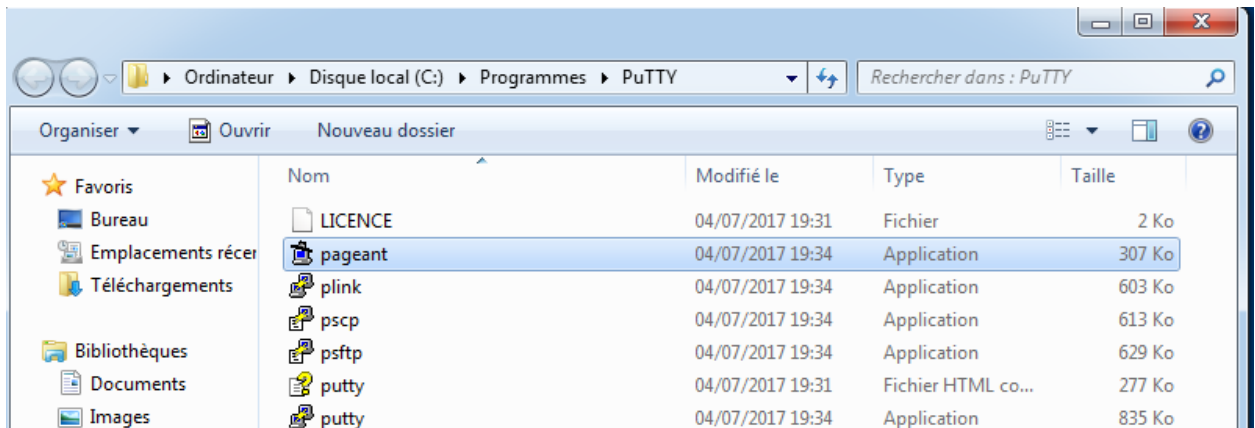 Ordinateur Disque local (C:) Programmes PuTTY Rechercher dans : PuTTY
Organiser Ouvrir Nouveau dossier
Favoris Nom Modifié le Type Taille
Bureau LICENCE 04/07/2017 19:31 Fichier 2 Ko
Emplacements récer pageant 04/07/2017 19:34 Application 307 Ko
Téléchargements plink 04/07/2017 19:34 Application 603 Ko
pscp 04/07/2017 19:34 Application 613 Ko
Bibliothèques psftp 04/07/2017 19:34 Application 629 Ko
Documents putty 04/07/2017 19:31 Fichier HTML co... 277 Ko
Images putty 04/07/2017 19:34 Application 835 Ko